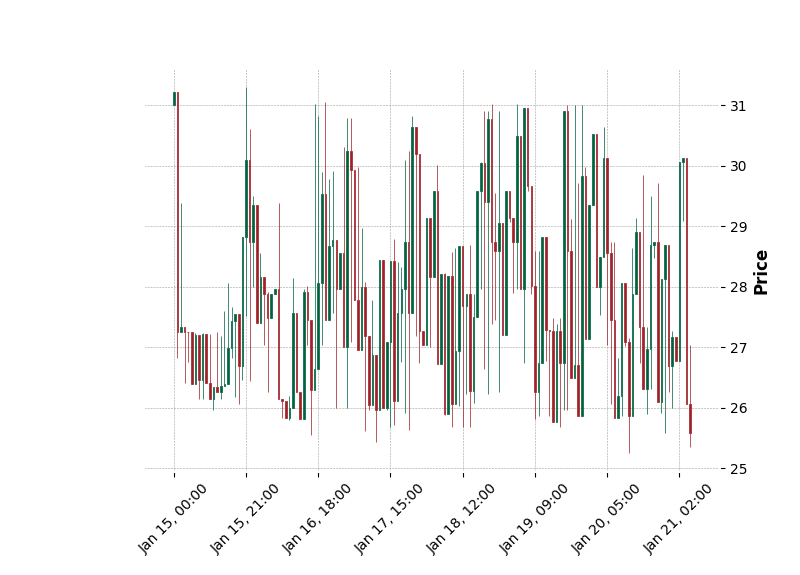 31
30
29
28
27
26
25
Price
Jan 15, 00:00
Jan 15, 21:00
Jan 16, 18:00
Jan 17, 15:00
Jan 18, 12:00
Jan 19, 09:00
Jan 20, 05:00
Jan 21, 02:00